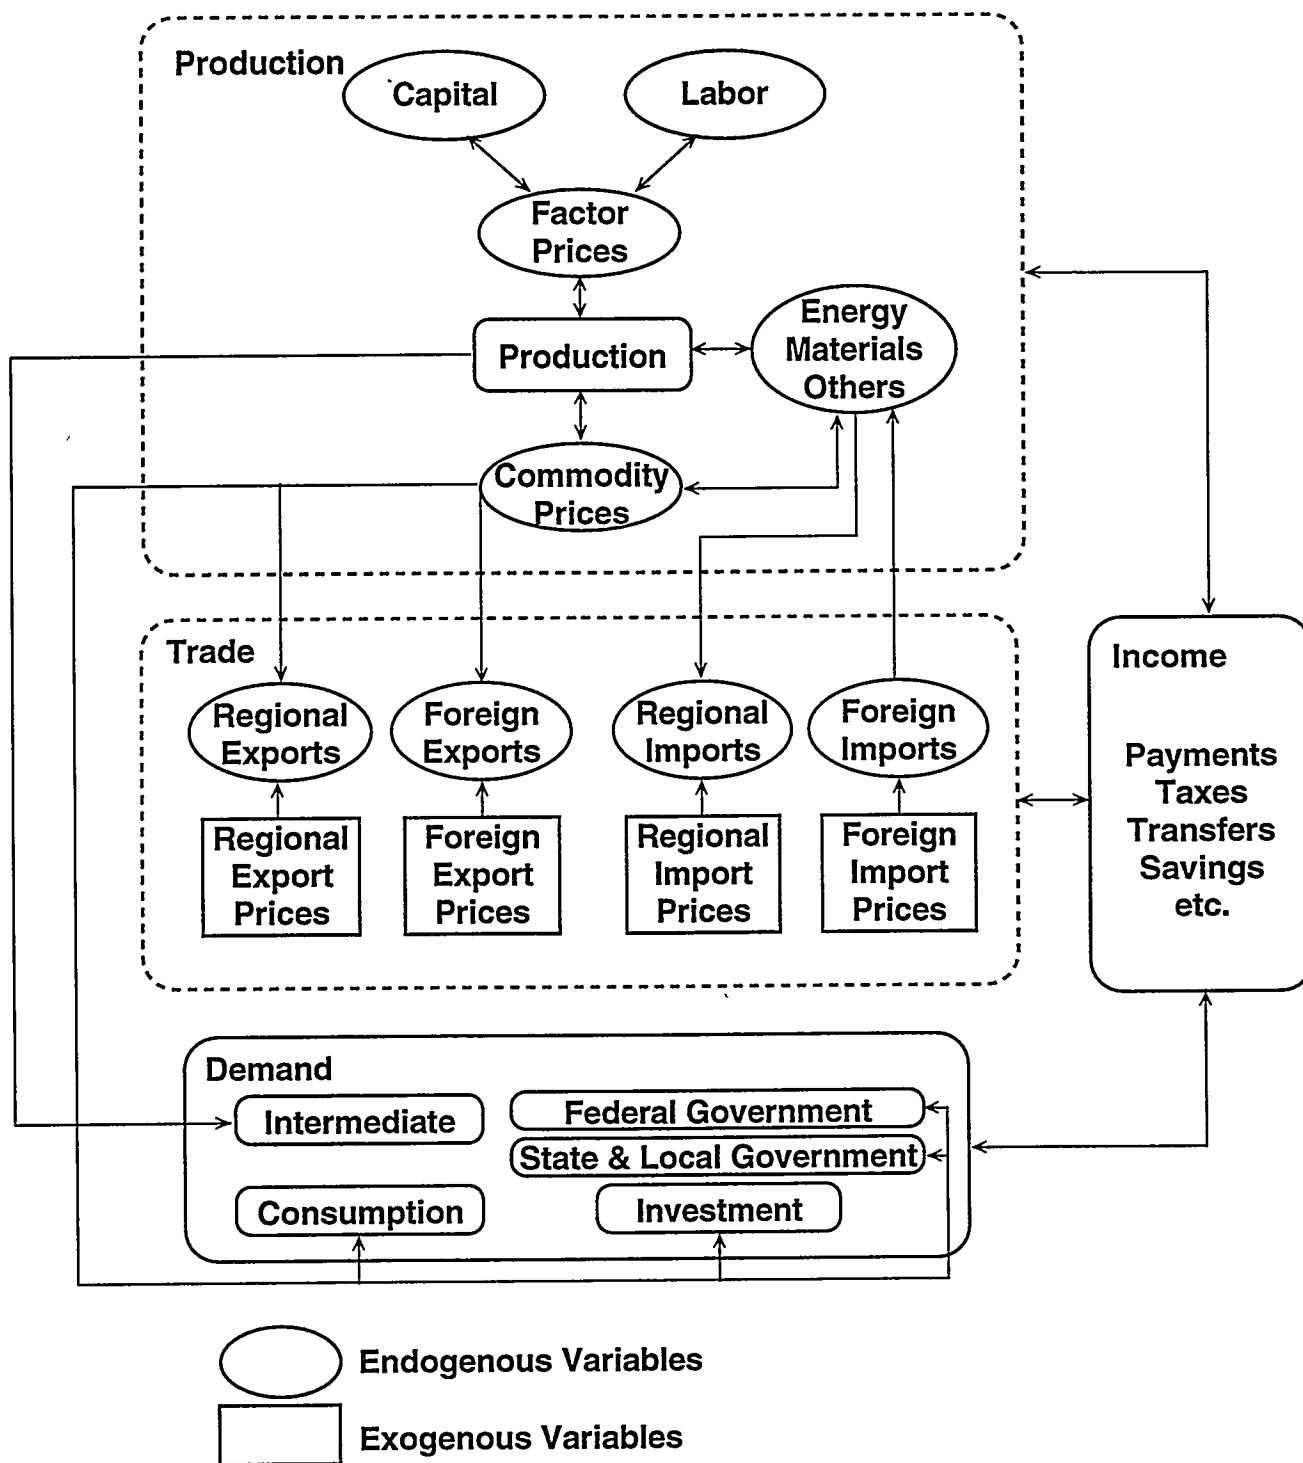 Production
Capital
Labor
Factor
Prices
Energy
Materials
Others
Production
Commodity
Prices
Trade
Regional
Exports
Foreign
Exports
Regional
Imports
Foreign
Imports
Regional
Export
Prices
Foreign
Export
Prices
Regional
Import
Prices
Foreign
Import
Prices
Income
Payments
Taxes
Transfers
Savings
etc.
Demand
Intermediate
Federal Government
State & Local Government
Consumption
Investment
Endogenous Variables
Exogenous Variables